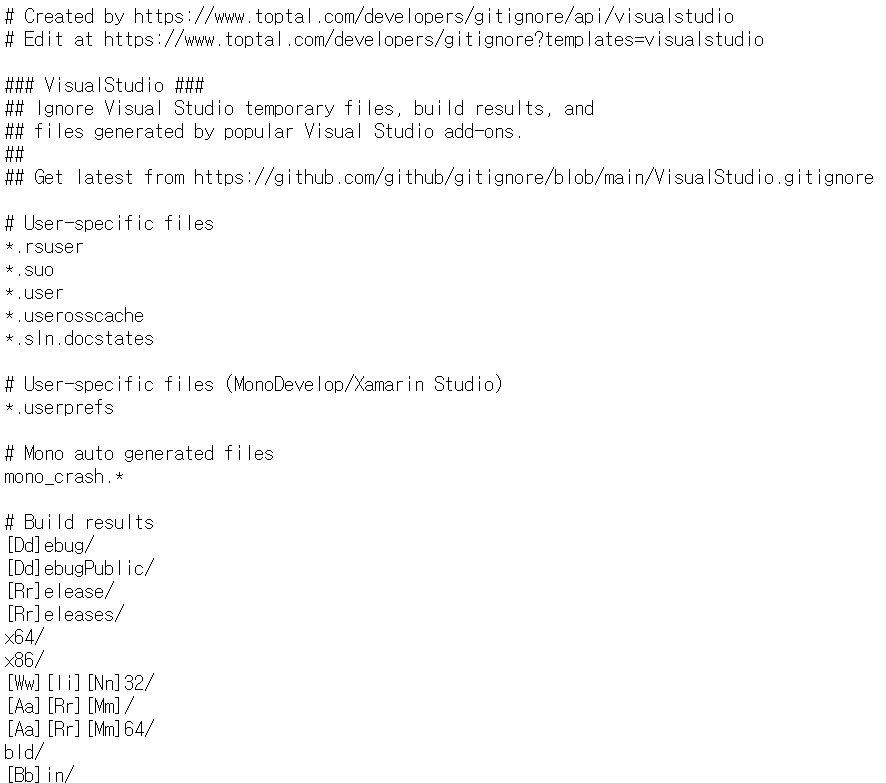 # Created by https://www.toptal.com/developers/gitignore/api/visualstudio
# Edit at https://www.toptal.com/developers/gitignore?templates=visualstudio
### VisualStudio ###
## Ignore Visual Studio temporary files, build results, and
## files generated by popular Visual Studio add-ons.
##
## Get latest from https://github.com/github/gitignore/blob/main/VisualStudio.gitignore
# User-specific files
*.rsuser
*.suo
*.user
*.userosscache
*.sln.docstates
# User-specific files (MonoDevelop/Xamarin Studio)
*.userprefs
# Mono auto generated files
mono_crash.*
# Build results
[Dd]ebug/
[Dd]ebugPublic/
[Rr]elease/
[Rr]eleases/
x64/
x86/
[Ww][Ii][Nn]32/
[Aa][Rr][Mm]/
[Aa][Rr][Mm]64/
bld/
[Bb]in/